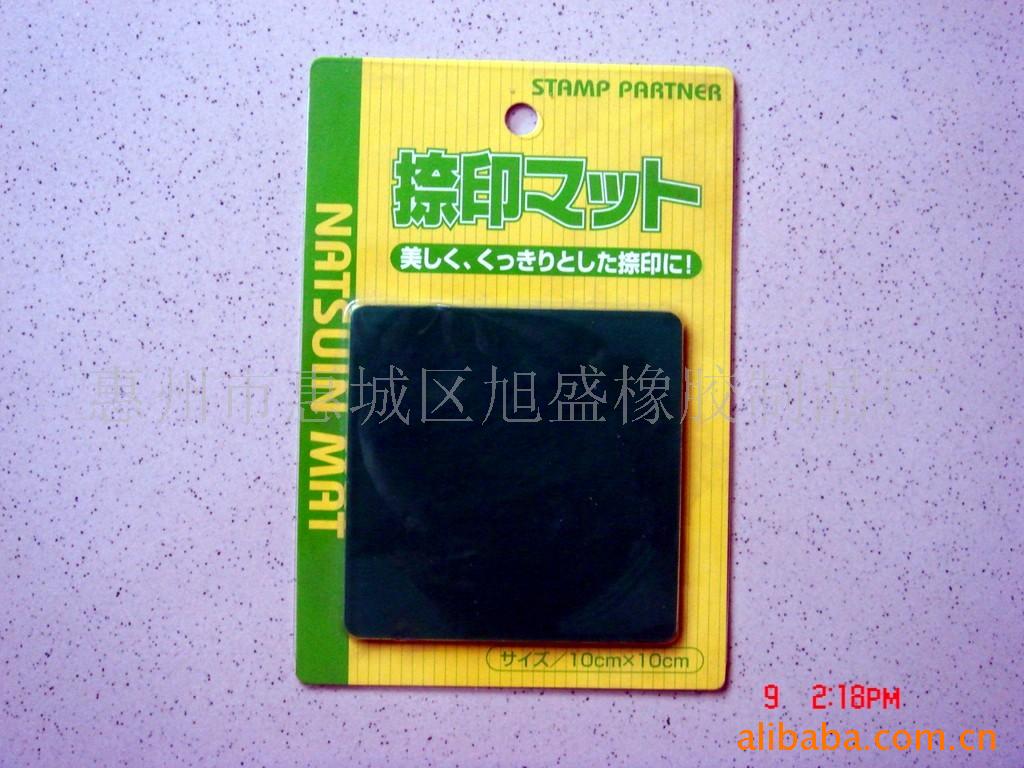 STAMP PARTNER
捺印マット
美しく、くっきりとした捺印に!
NATSUIN MAT
惠州市惠城区旭盛橡胶制品厂
サイズ/10cm×10cm
9 2:18PM
alibaba.com.cn